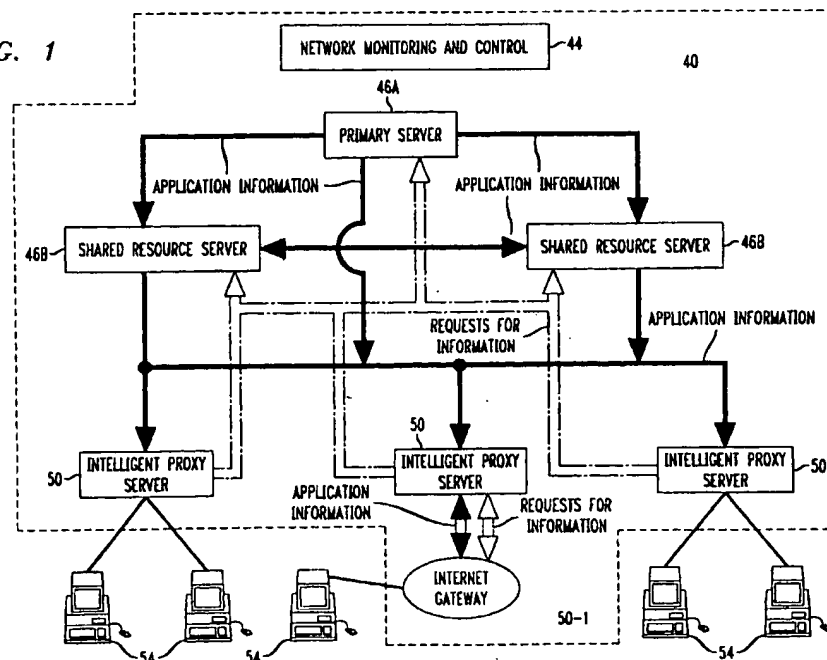 G. 1
NETWORK MONITORING AND CONTROL
44
40
46A
PRIMARY SERVER
APPLICATION INFORMATION
APPLICATION INFORMATION
46B
SHARED RESOURCE SERVER
SHARED RESOURCE SERVER
46B
REQUESTS FOR
INFORMATION
APPLICATION INFORMATION
50
INTELLIGENT PROXY
SERVER
50
INTELLIGENT PROXY
SERVER
INTELLIGENT PROXY
SERVER
50
APPLICATION
INFORMATION
REQUESTS FOR
INFORMATION
INTERNET
GATEWAY
50-1
54
54
54